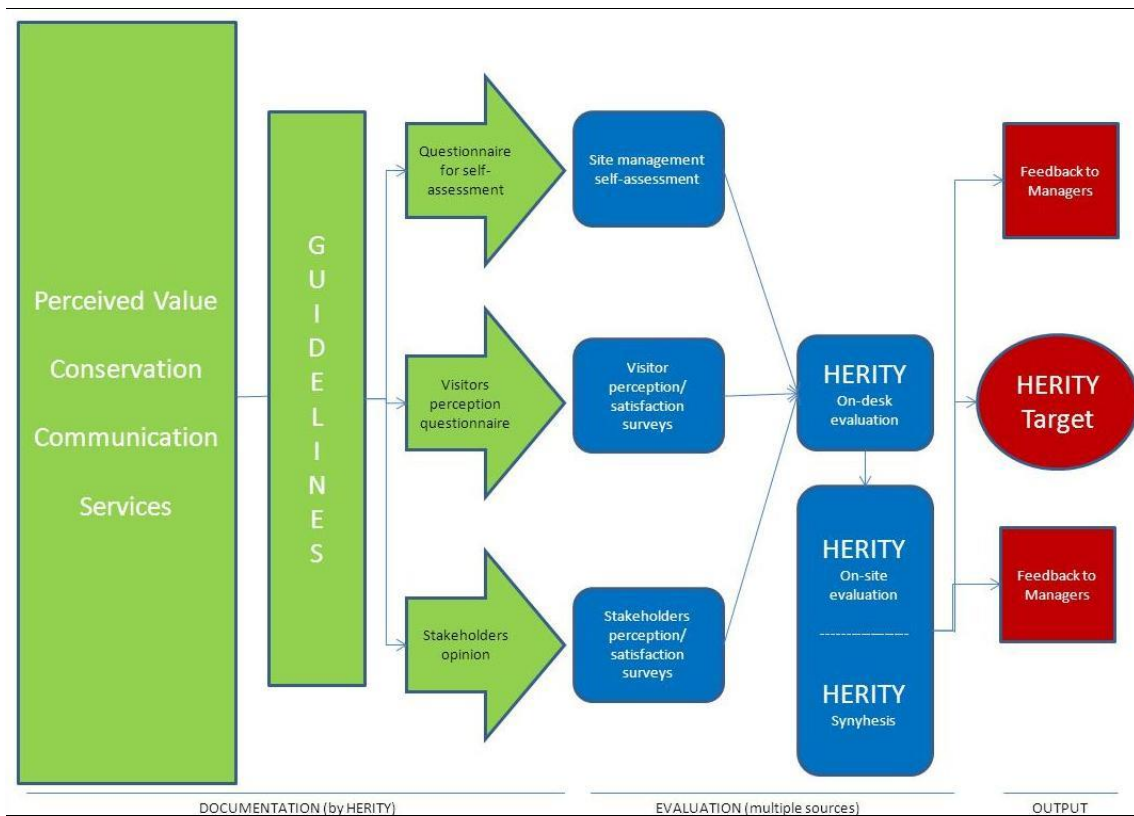 Perceived Value
Conservation
Communication
Services
GUIDELINES
Questionnaire
for self-
assessment
Visitors
perception
questionnaire
Stakeholders
opinion
Site management
self-assessment
Visitor
perception/
satisfaction
surveys
Stakeholders
perception/
satisfaction
surveys
HERITY
On-desk
evaluation
HERITY
On-site
evaluation
--------------------
HERITY
Synyhesis
Feedback to
Managers
HERITY
Target
Feedback to
Managers
DOCUMENTATION (by HERITY)
EVALUATION (multiple sources)
OUTPUT